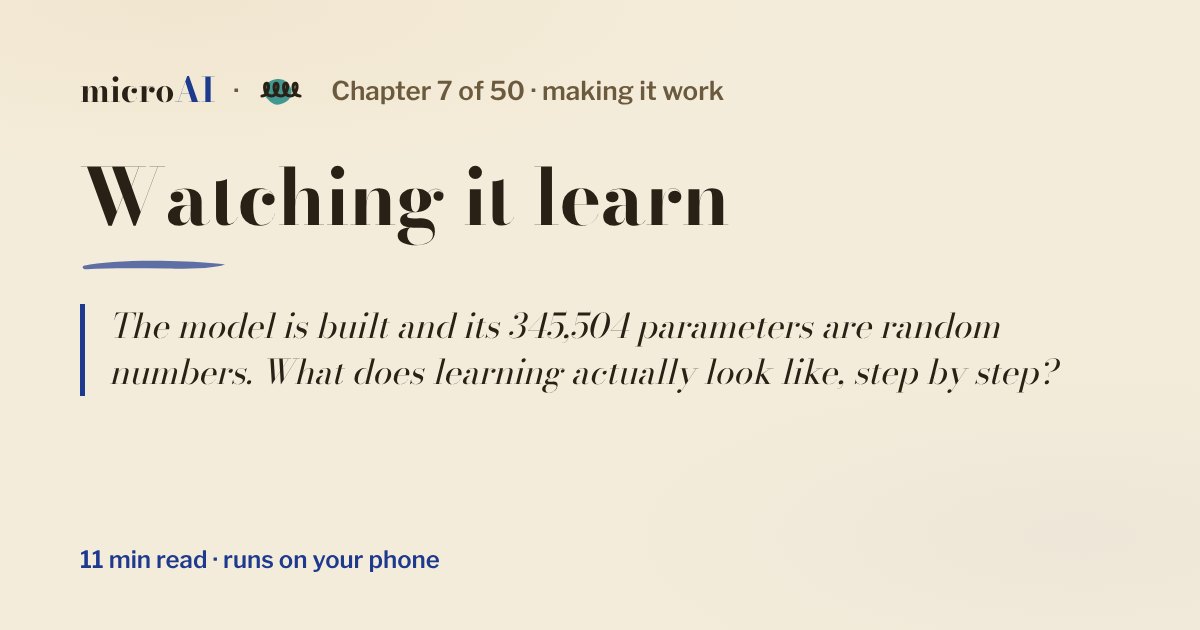 microAI · Chapter 7 of 50 · making it work
Watching it learn
The model is built and its 345,504 parameters are random
numbers. What does learning actually look like, step by step?
11 min read · runs on your phone